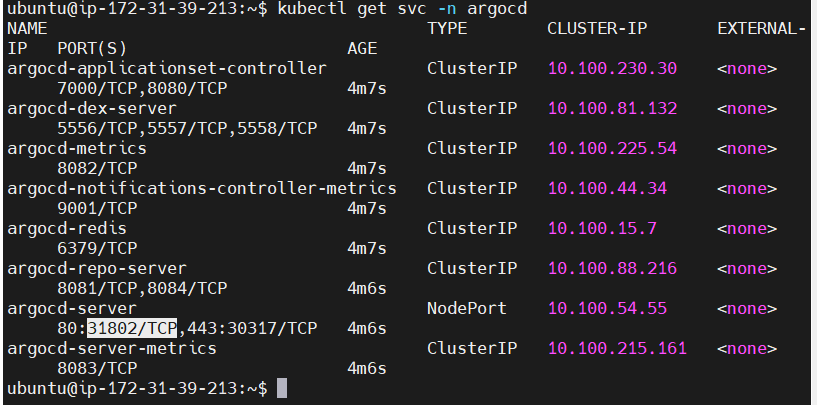 ubuntu@ip-172-31-39-213:~$ kubectl get svc -n argocd
NAME TYPE CLUSTER-IP EXTERNAL-
IP PORT(S) AGE
argocd-applicationset-controller ClusterIP 10.100.230.30 <none>
7000/TCP,8080/TCP 4m7s
argocd-dex-server ClusterIP 10.100.81.132 <none>
5556/TCP,5557/TCP,5558/TCP 4m7s
argocd-metrics ClusterIP 10.100.225.54 <none>
8082/TCP 4m7s
argocd-notifications-controller-metrics ClusterIP 10.100.44.34 <none>
9001/TCP 4m7s
argocd-redis ClusterIP 10.100.15.7 <none>
6379/TCP 4m7s
argocd-repo-server ClusterIP 10.100.88.216 <none>
8081/TCP,8084/TCP 4m6s
argocd-server NodePort 10.100.54.55 <none>
80:31802/TCP,443:30317/TCP 4m6s
argocd-server-metrics ClusterIP 10.100.215.161 <none>
8083/TCP 4m6s
ubuntu@ip-172-31-39-213:~$